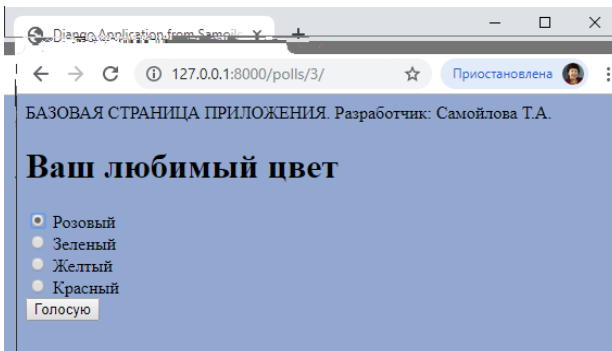 Django Application from Samoilo
127.0.0.1:8000/polls/3/
Приостановлена
БАЗОВАЯ СТРАНИЦА ПРИЛОЖЕНИЯ. Разработчик: Самойлова Т.А.
Ваш любимый цвет
Розовый
Зеленый
Желтый
Красный
Голосую